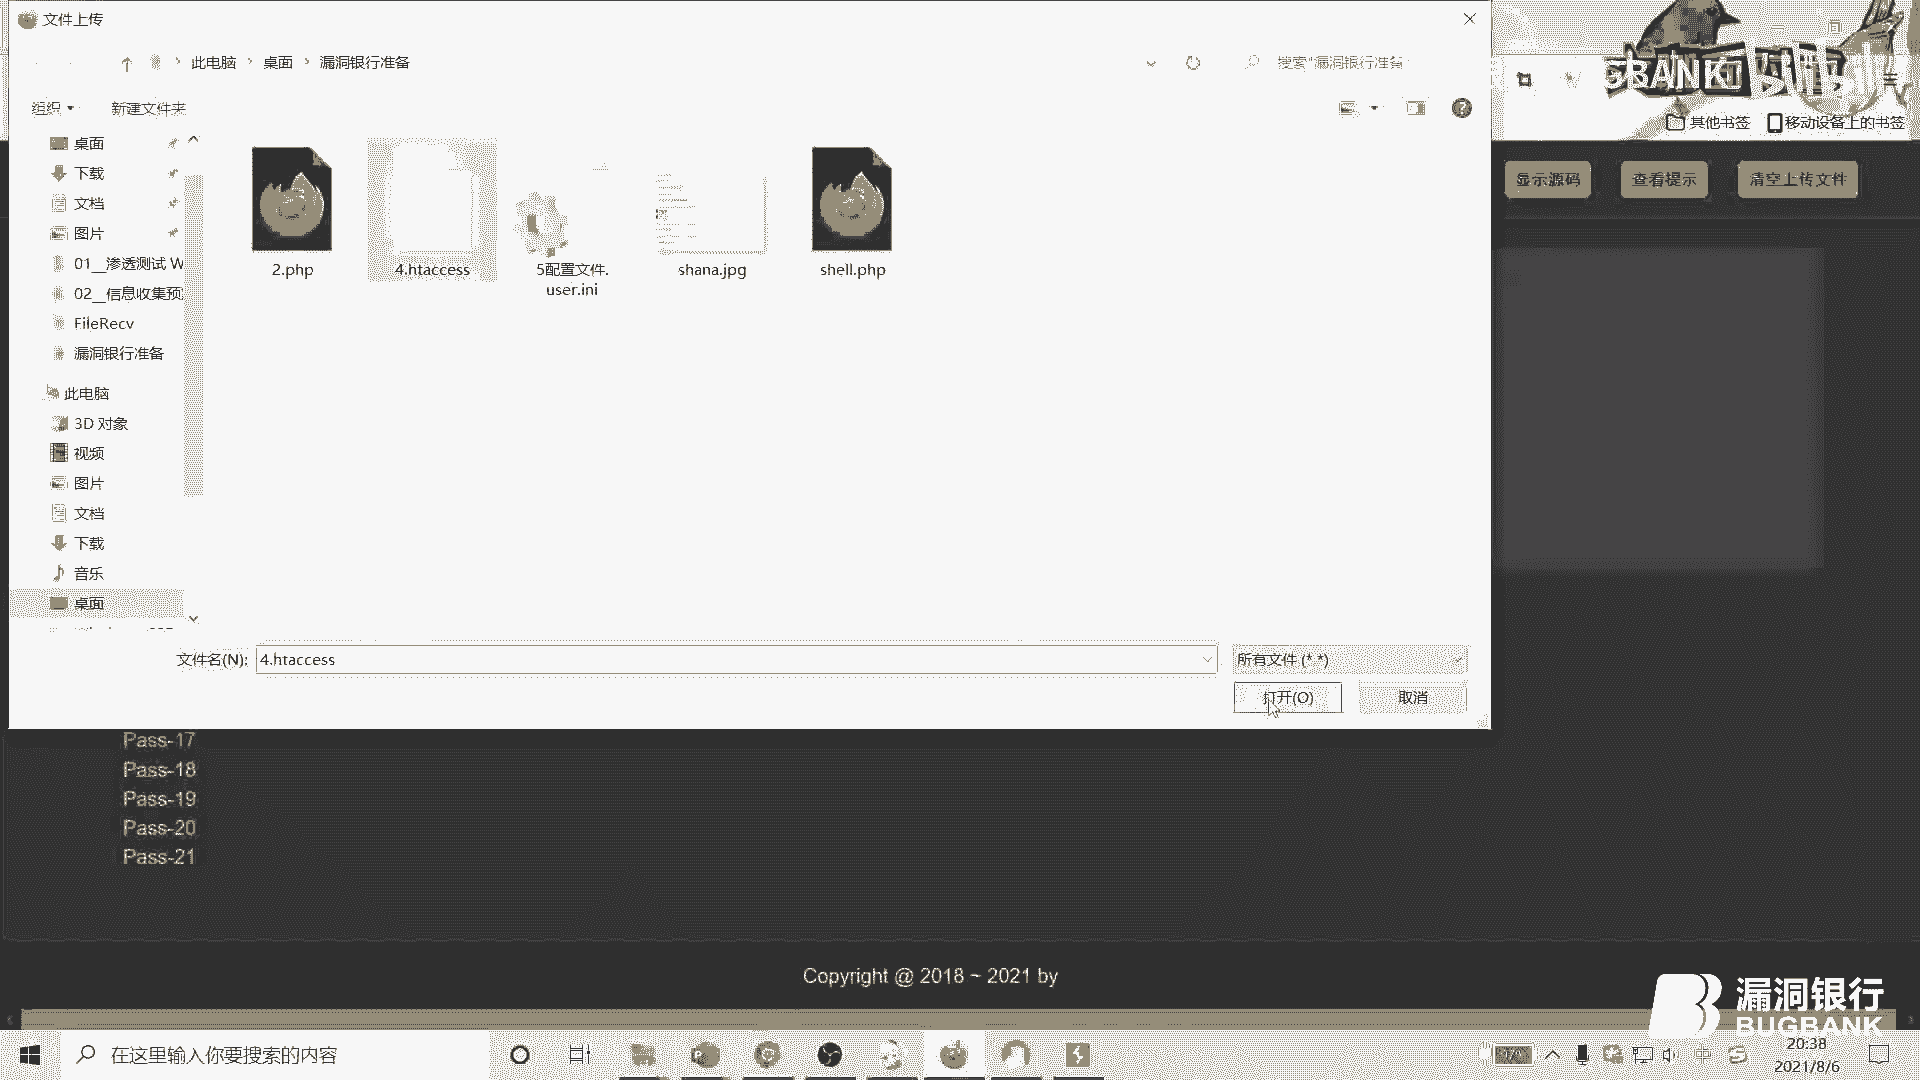 文件上传
此电脑 › 桌面 › 漏洞银行准备
搜索"漏洞银行准备"
组织
新建文件夹
桌面
下载
文档
图片
01__渗透测试 W
02__信息收集预
FileRecv
漏洞银行准备
此电脑
3D 对象
视频
图片
文档
下载
音乐
桌面
2.php
4.htaccess
5配置文件.
user.ini
shana.jpg
shell.php
文件名(N):
4.htaccess
所有文件 (*.*)
打开(O)
取消
其他书签
移动设备上的书签
显示源码
查看提示
清空上传文件
Pass-17
Pass-18
Pass-19
Pass-20
Pass-21
Copyright @ 2018 ~ 2021 by
漏洞银行
BUGBANK
在这里输入你要搜索的内容
中
20:38
2021/8/6